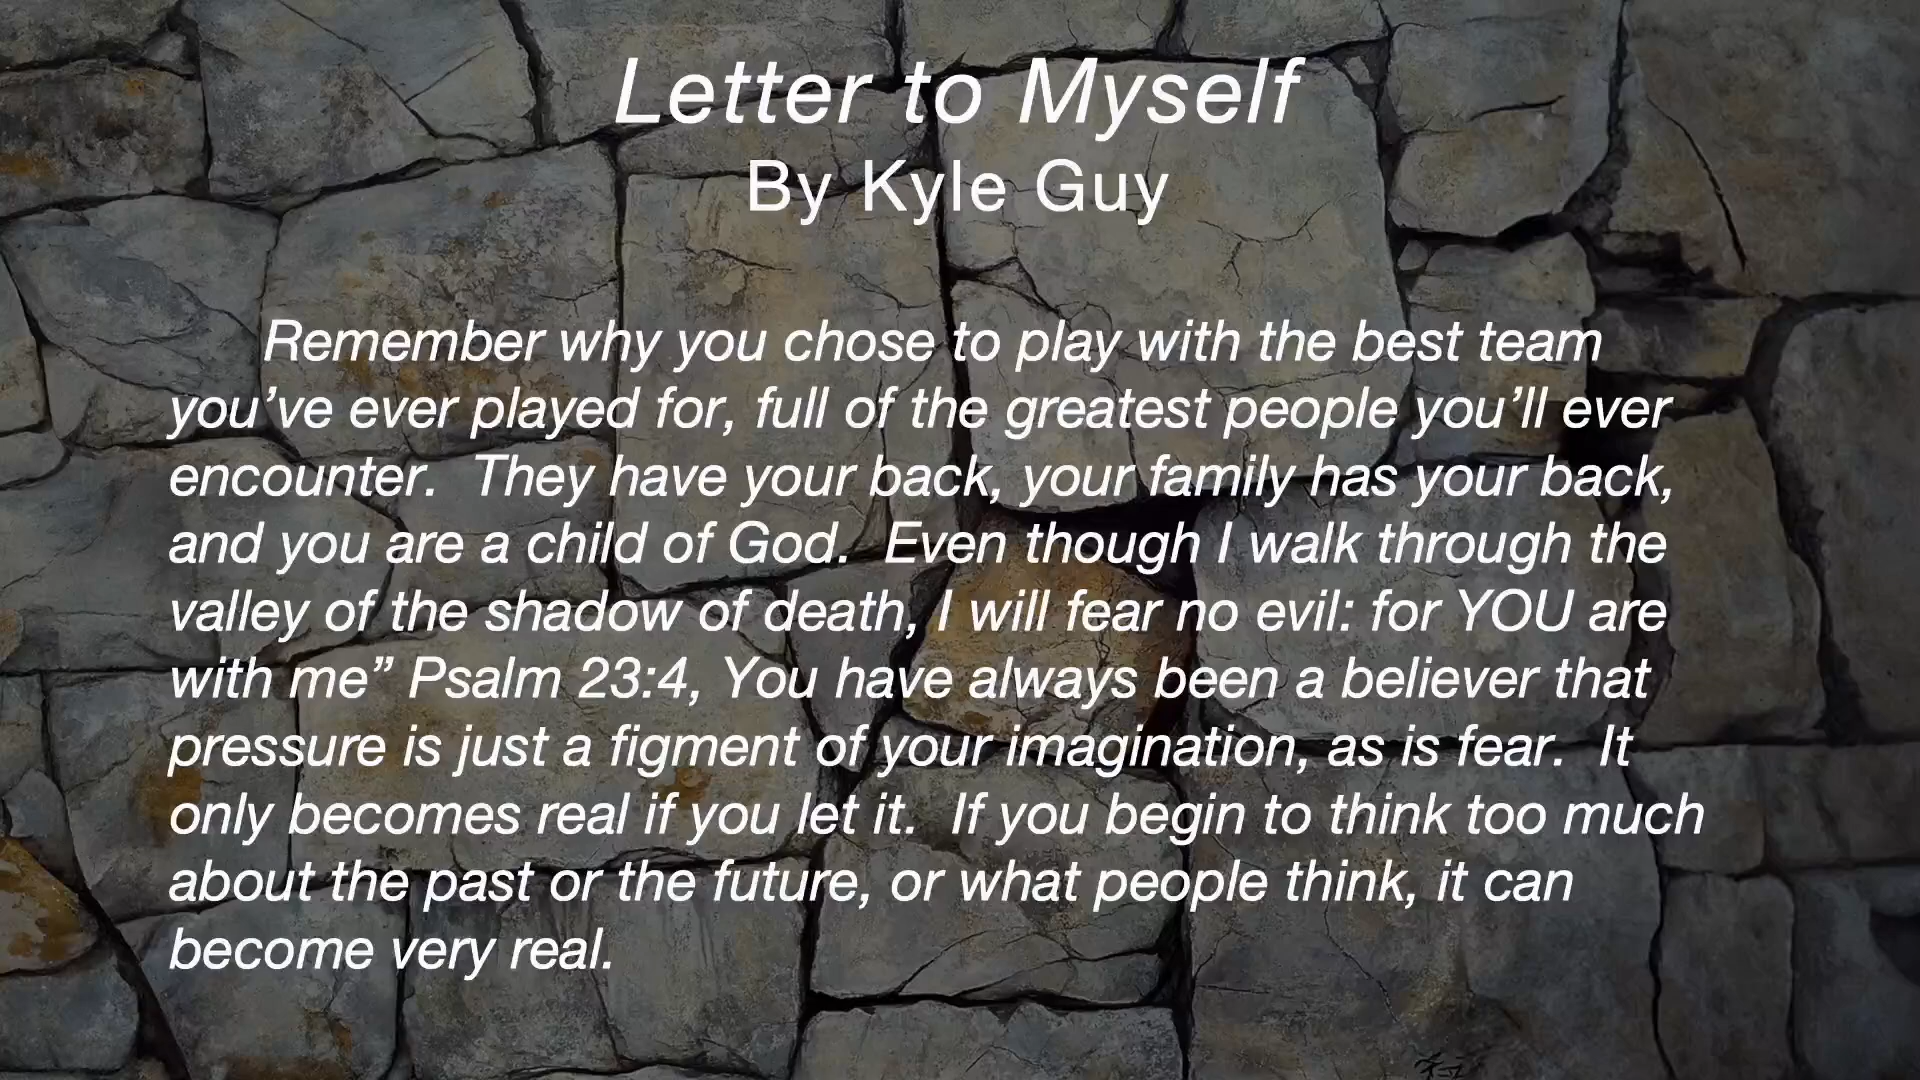 Letter to Myself
By Kyle Guy
Remember why you chose to play with the best team
you’ve ever played for, full of the greatest people you’ll ever
encounter.  They have your back, your family has your back,
and you are a child of God.  Even though I walk through the
valley of the shadow of death, I will fear no evil: for YOU are
with me” Psalm 23:4, You have always been a believer that
pressure is just a figment of your imagination, as is fear.  It
only becomes real if you let it.  If you begin to think too much
about the past or the future, or what people think, it can
become very real.